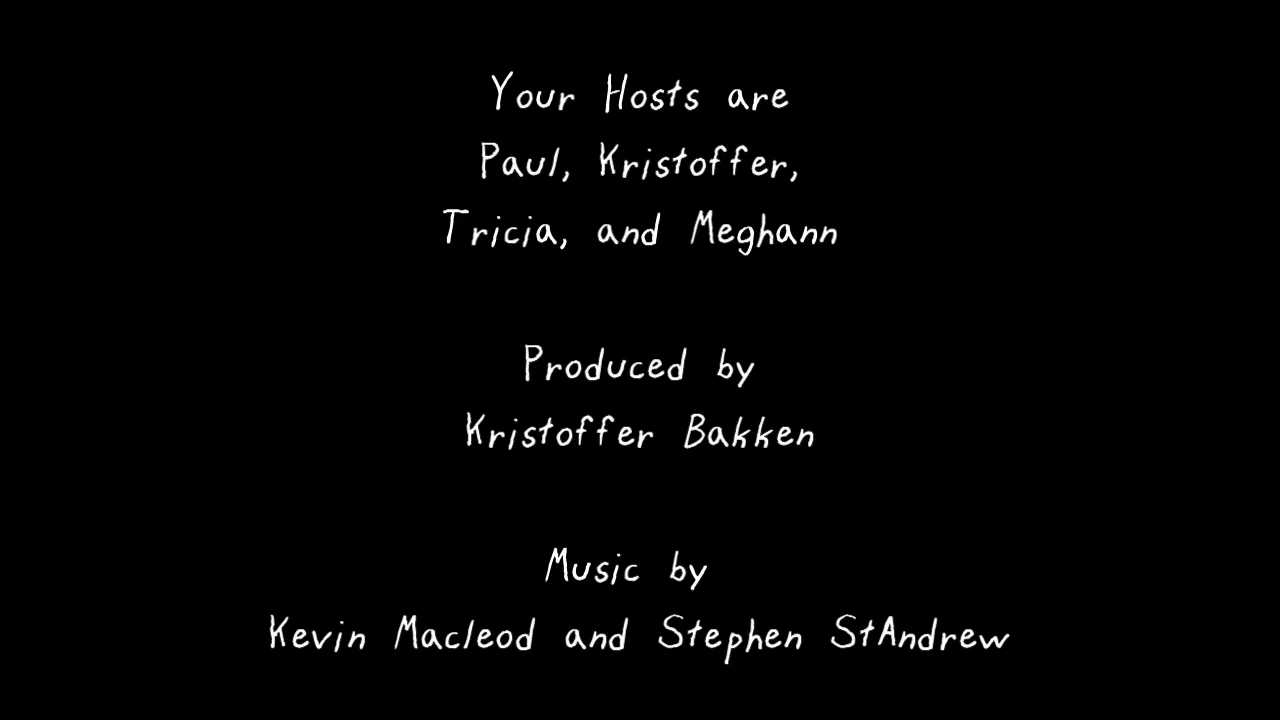 Your Hosts are
Paul, Kristoffer,
Tricia, and Meghann
Produced by
Kristoffer Bakken
Music by
Kevin Macleod and Stephen StAndrew